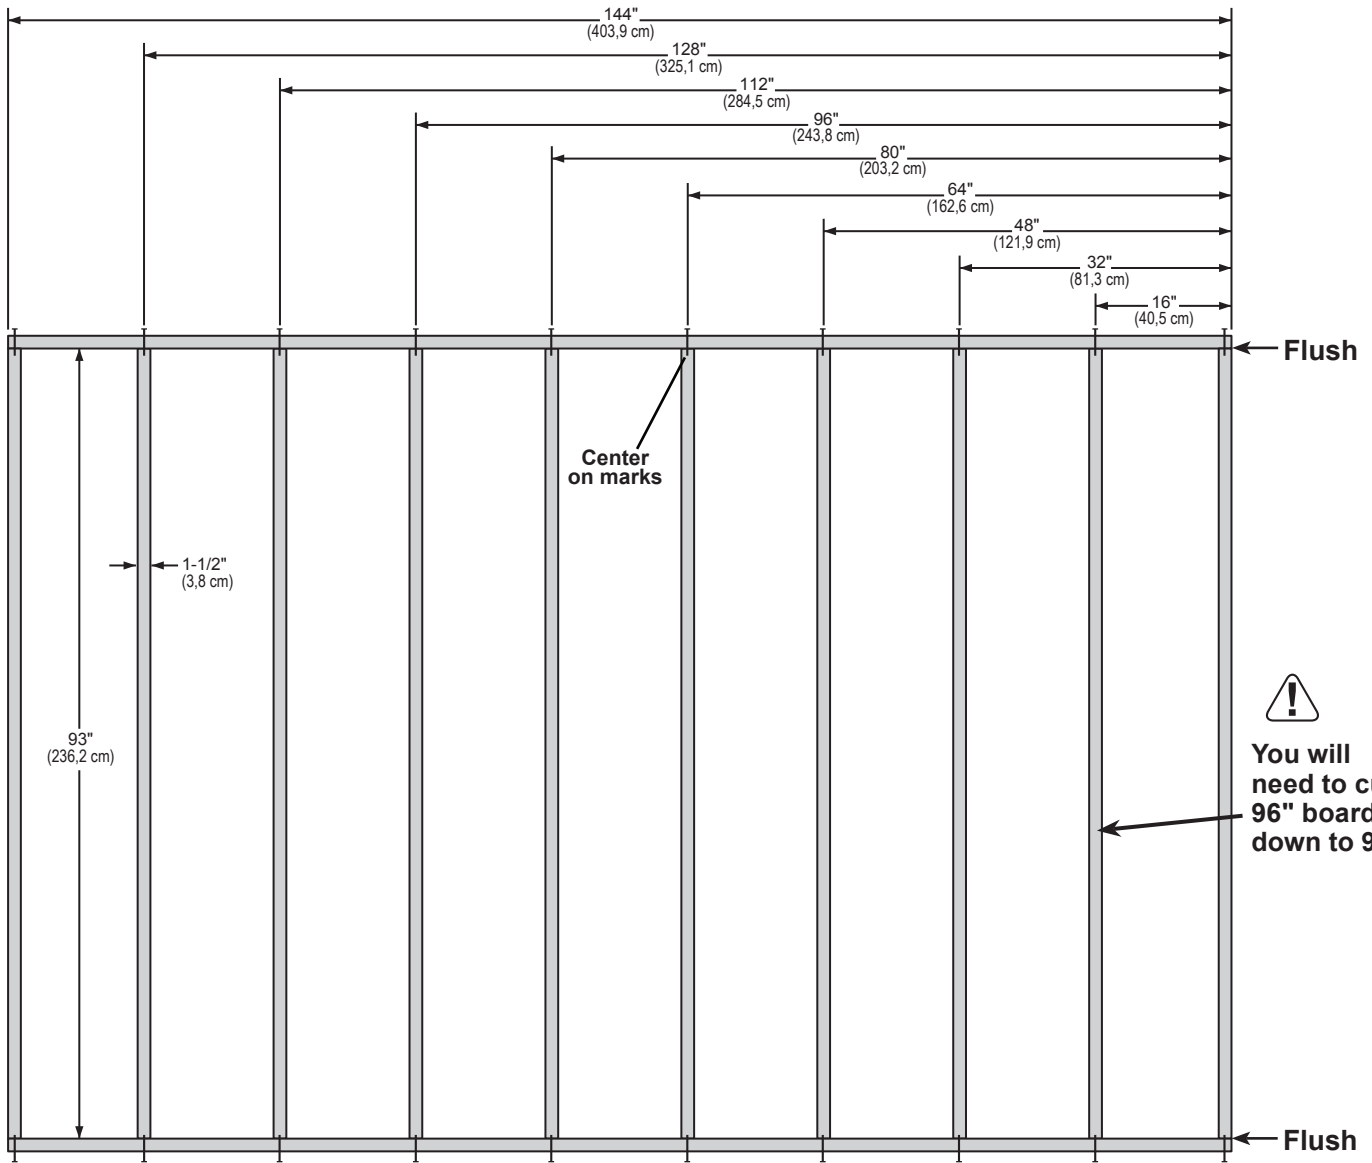 144"
(403,9 cm)
128"
(325,1 cm)
112"
(284,5 cm)
96"
(243,8 cm)
80"
(203,2 cm)
64"
(162,6 cm)
48"
(121,9 cm)
32"
(81,3 cm)
16"
(40,5 cm)
Flush
Center
on marks
1-1/2"
(3,8 cm)
93"
(236,2 cm)
!
You will
need to
96" board
down to
Flush